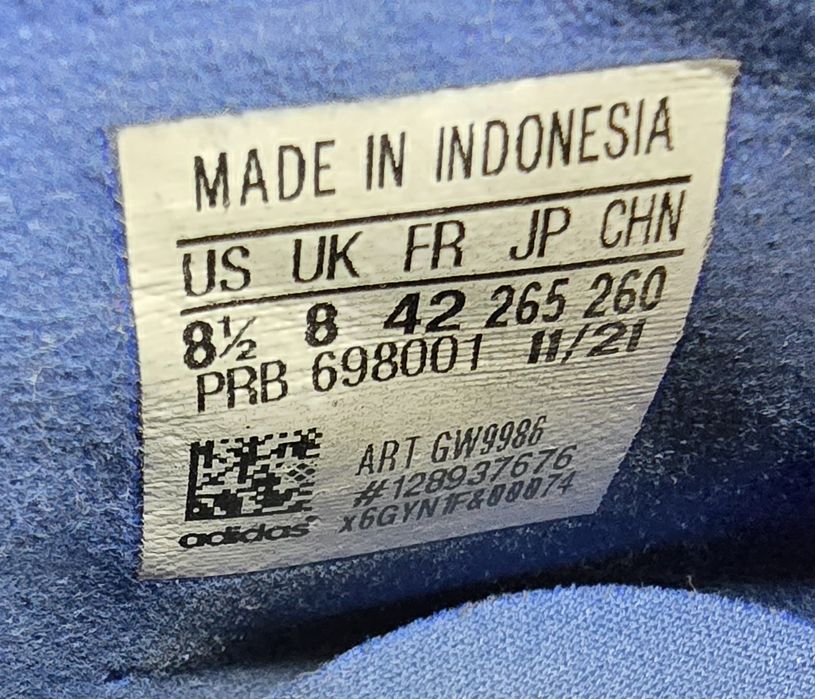 MADE IN INDONESIA
US UK FR JP CHN
8½ 8 42 265 260
PRB 698001 11/21
ART GW9986
#128937676
x6GYN1F&00074
adidas